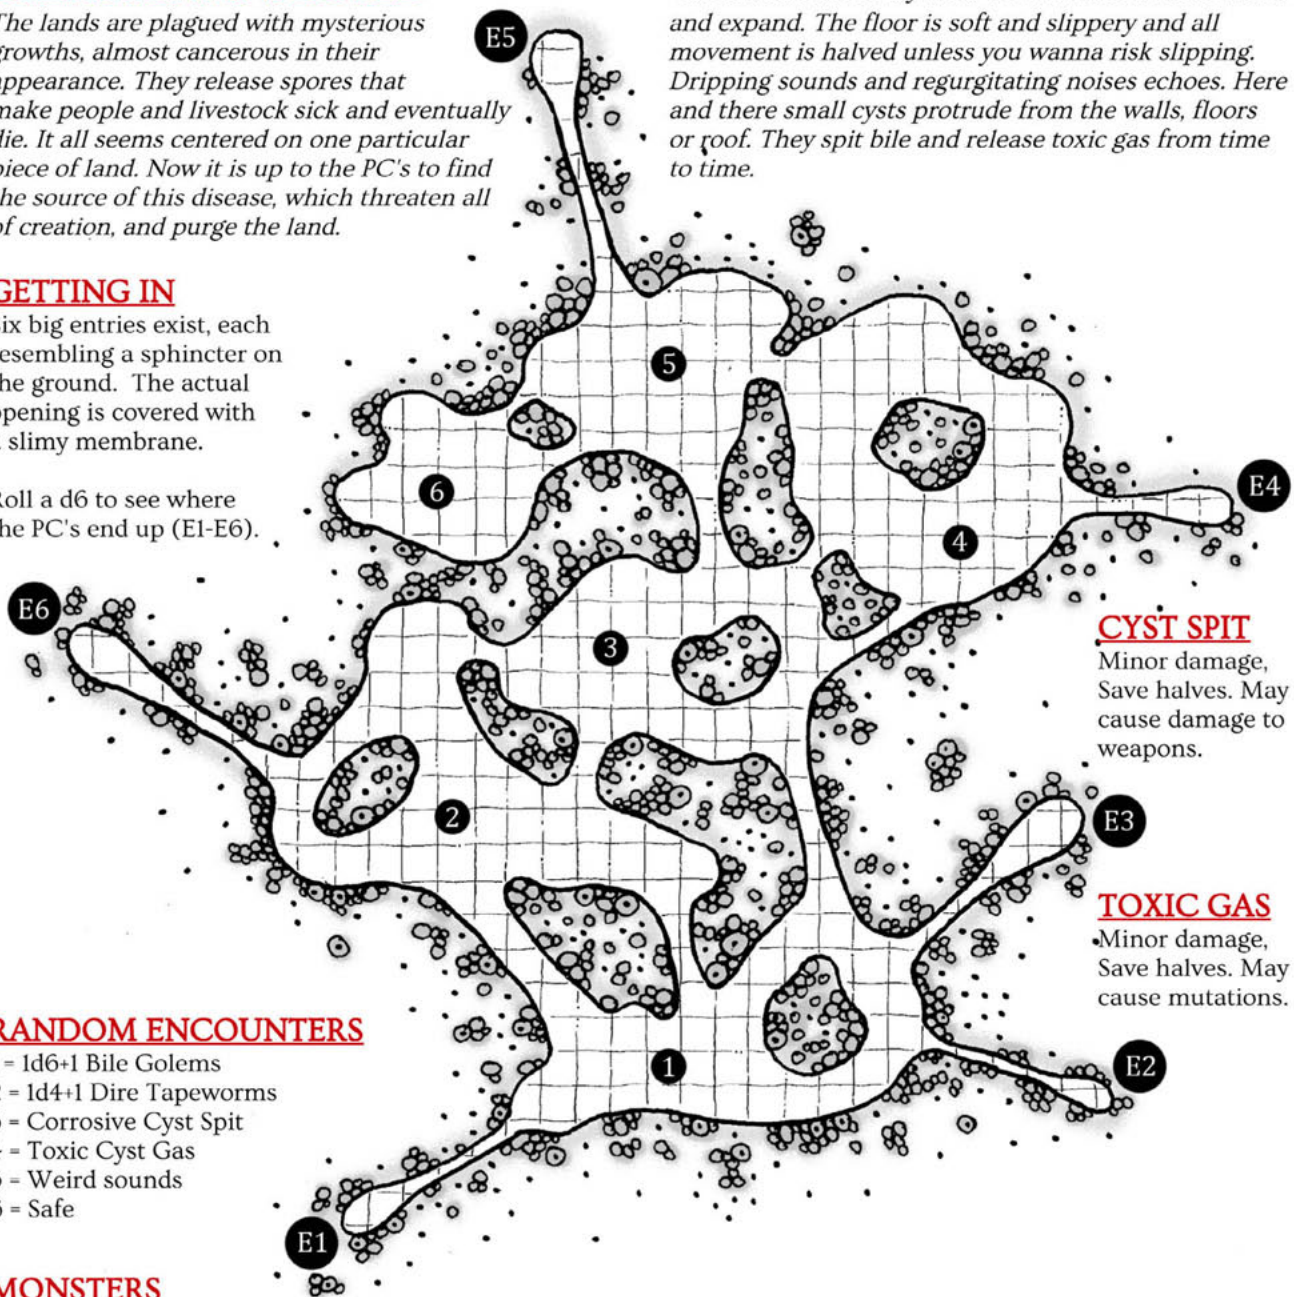 The lands are plagued with mysterious
growths, almost cancerous in their
appearance. They release spores that
make people and livestock sick and eventually
die. It all seems centered on one particular
piece of land. Now it is up to the PC's to find
the source of this disease, which threaten all
of creation, and purge the land.
and expand. The floor is soft and slippery and all
movement is halved unless you wanna risk slipping.
Dripping sounds and regurgitating noises echoes. Here
and there small cysts protrude from the walls, floors
or roof. They spit bile and release toxic gas from time
to time.
GETTING IN
Six big entries exist, each
resembling a sphincter on
the ground. The actual
opening is covered with
a slimy membrane.
Roll a d6 to see where
the PC's end up (E1-E6).
E5
5
6
E4
4
E6
3
2
CYST SPIT
Minor damage,
Save halves. May
cause damage to
weapons.
E3
TOXIC GAS
Minor damage,
Save halves. May
cause mutations.
1
E2
E1
RANDOM ENCOUNTERS
= 1d6+1 Bile Golems
2 = 1d4+1 Dire Tapeworms
= Corrosive Cyst Spit
= Toxic Cyst Gas
= Weird sounds
6 = Safe
MONSTERS